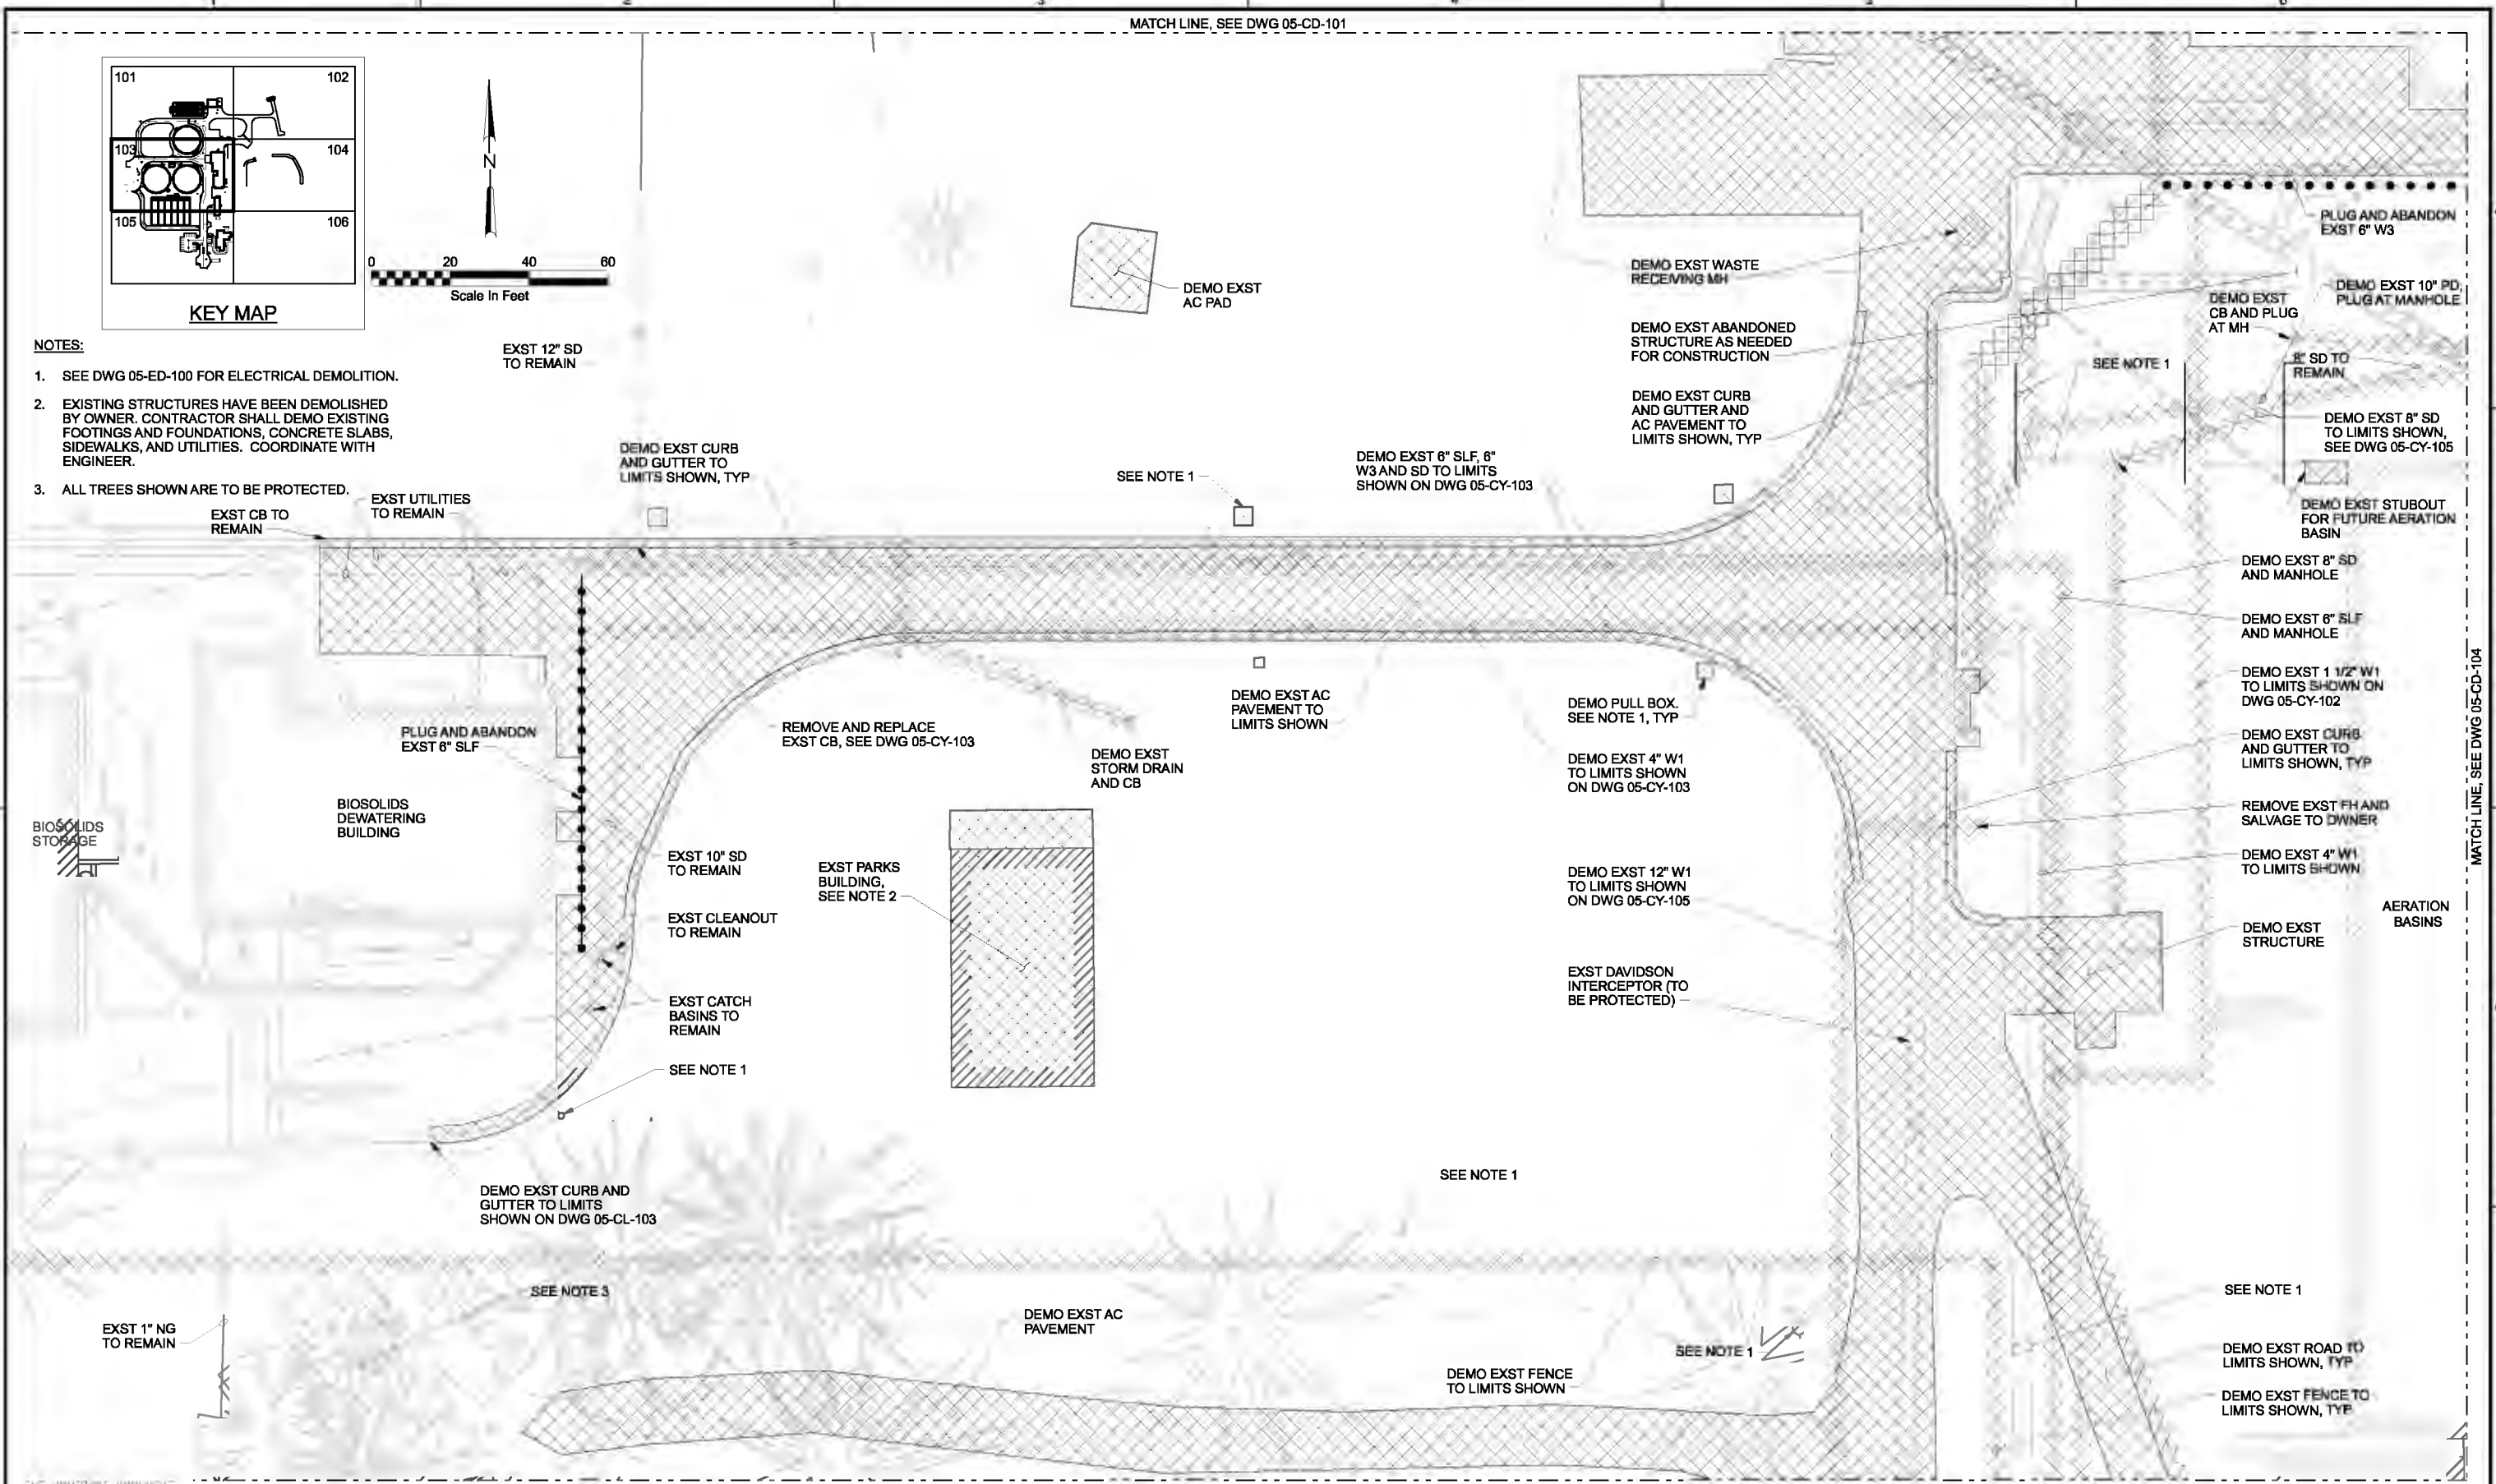 MATCH LINE, SEE DWG 05-CD-101
101
102
103
104
105
106
KEY MAP
N
0 20 40 60
Scale In Feet
NOTES:
1. SEE DWG 05-ED-100 FOR ELECTRICAL DEMOLITION.
2. EXISTING STRUCTURES HAVE BEEN DEMOLISHED
BY OWNER. CONTRACTOR SHALL DEMO EXISTING
FOOTINGS AND FOUNDATIONS, CONCRETE SLABS,
SIDEWALKS, AND UTILITIES. COORDINATE WITH
ENGINEER.
3. ALL TREES SHOWN ARE TO BE PROTECTED.
EXST 12" SD
TO REMAIN
DEMO EXST CURB
AND GUTTER TO
LIMITS SHOWN, TYP
EXST UTILITIES
TO REMAIN
EXST CB TO
REMAIN
DEMO EXST
AC PAD
SEE NOTE 1
DEMO EXST 6" SLF, 6"
W3 AND SD TO LIMITS
SHOWN ON DWG 05-CY-103
DEMO EXST WASTE
RECEIVING MH
DEMO EXST ABANDONED
STRUCTURE AS NEEDED
FOR CONSTRUCTION
DEMO EXST CURB
AND GUTTER AND
AC PAVEMENT TO
LIMITS SHOWN, TYP
PLUG AND ABANDON
EXST 6" W3
DEMO EXST 10" PD,
PLUG AT MANHOLE
DEMO EXST
CB AND PLUG
AT MH
SEE NOTE 1
8" SD TO
REMAIN
DEMO EXST 8" SD
TO LIMITS SHOWN,
SEE DWG 05-CY-105
DEMO EXST STUBOUT
FOR FUTURE AERATION
BASIN
DEMO EXST 8" SD
AND MANHOLE
DEMO EXST 6" SLF
AND MANHOLE
DEMO EXST 1 1/2" W1
TO LIMITS SHOWN ON
DWG 05-CY-102
DEMO EXST CURB
AND GUTTER TO
LIMITS SHOWN, TYP
REMOVE EXST FH AND
SALVAGE TO OWNER
DEMO EXST 4" W1
TO LIMITS SHOWN
AERATION
BASINS
DEMO EXST
STRUCTURE
MATCH LINE, SEE DWG 05-CD-104
PLUG AND ABANDON
EXST 6" SLF
BIOSOLIDS
DEWATERING
BUILDING
BIOSOLIDS
STORAGE
REMOVE AND REPLACE
EXST CB, SEE DWG 05-CY-103
DEMO EXST
STORM DRAIN
AND CB
DEMO EXST AC
PAVEMENT TO
LIMITS SHOWN
DEMO PULL BOX.
SEE NOTE 1, TYP
DEMO EXST 4" W1
TO LIMITS SHOWN
ON DWG 05-CY-103
DEMO EXST 12" W1
TO LIMITS SHOWN
ON DWG 05-CY-105
EXST DAVIDSON
INTERCEPTOR (TO
BE PROTECTED)
EXST 10" SD
TO REMAIN
EXST PARKS
BUILDING,
SEE NOTE 2
EXST CLEANOUT
TO REMAIN
EXST CATCH
BASINS TO
REMAIN
SEE NOTE 1
DEMO EXST CURB AND
GUTTER TO LIMITS
SHOWN ON DWG 05-CL-103
SEE NOTE 1
SEE NOTE 3
EXST 1" NG
TO REMAIN
DEMO EXST AC
PAVEMENT
SEE NOTE 1
DEMO EXST FENCE
TO LIMITS SHOWN
SEE NOTE 1
DEMO EXST ROAD TO
LIMITS SHOWN, TYP
DEMO EXST FENCE TO
LIMITS SHOWN, TYP